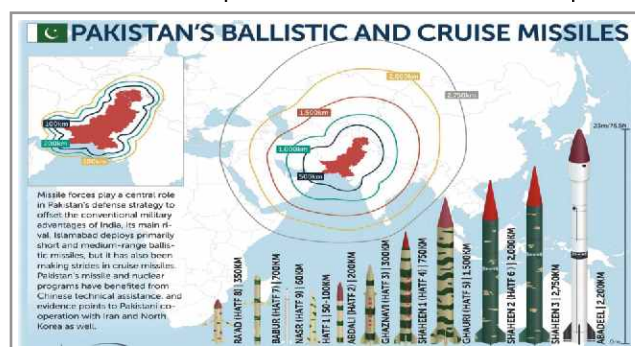 PAKISTAN'S BALLISTIC AND CRUISE MISSILES
100km
200km
300km
2,000km
2,750km
1,500km
1,000km
500km
Missile forces play a central role
in Pakistan's defense strategy to
offset the conventional military
advantages of India, its main ri-
val. Islamabad deploys primarily
short and medium-range ballis-
tic missiles, but it has also been
making strides in cruise missiles.
Pakistan's missile and nuclear
programs have benefited from
Chinese technical assistance, and
evidence points to Pakistani co-
operation with Iran and North
Korea as well.
RA'AD (HATF 8) | 350KM
BABUR (HATF 7) | 700KM
NASR (HATF 9) | 60KM
HATF 1 | 50-100KM
ABDALI (HATF 2) | 200KM
GHAZNAVI (HATF 3) | 300KM
SHAHEEN 1 (HATF 4) | 750KM
GHAURI (HATF 5) | 1,500KM
SHAHEEN 2 (HATF 6) | 2,000KM
SHAHEEN 3 | 2,750KM
ABABEEL | 2,200KM